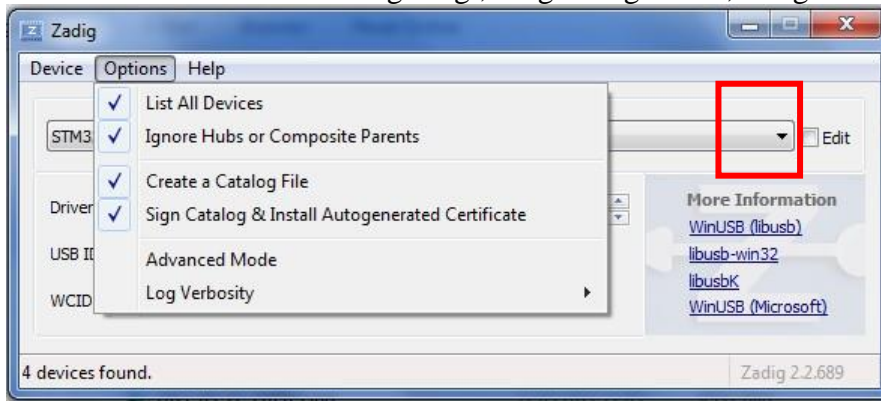 Zadig
Device Options Help
List All Devices
Ignore Hubs or Composite Parents
STM3
Edit
Create a Catalog File
Sign Catalog & Install Autogenerated Certificate
Driver
More Information
WinUSB (libusb)
USB ID
Advanced Mode
libusb-win32
Log Verbosity
libusbK
WCID
WinUSB (Microsoft)
4 devices found.
Zadig 2.2.689